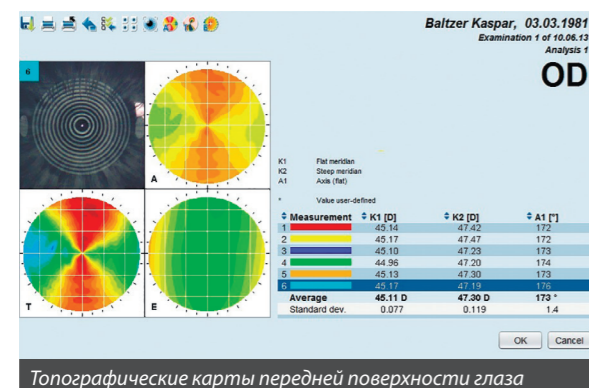 Baltzer Kaspar, 03.03.1981
Examination 1 of 10.06.13
Analysis 1
OD
6
A
T
E
K1 Flat meridian
K2 Steep meridian
A1 Axis (flat)
* Value user-defined
Measurement K1 [D] K2 [D] A1 [°]
1 45.14 47.42 172
2 45.17 47.47 172
3 45.10 47.23 173
4 44.96 47.20 174
5 45.13 47.30 173
6 45.17 47.19 176
Average 45.11 D 47.30 D 173 *
Standard dev. 0.077 0.119 1.4
OK Cancel
Топографические карты передней поверхности глаза